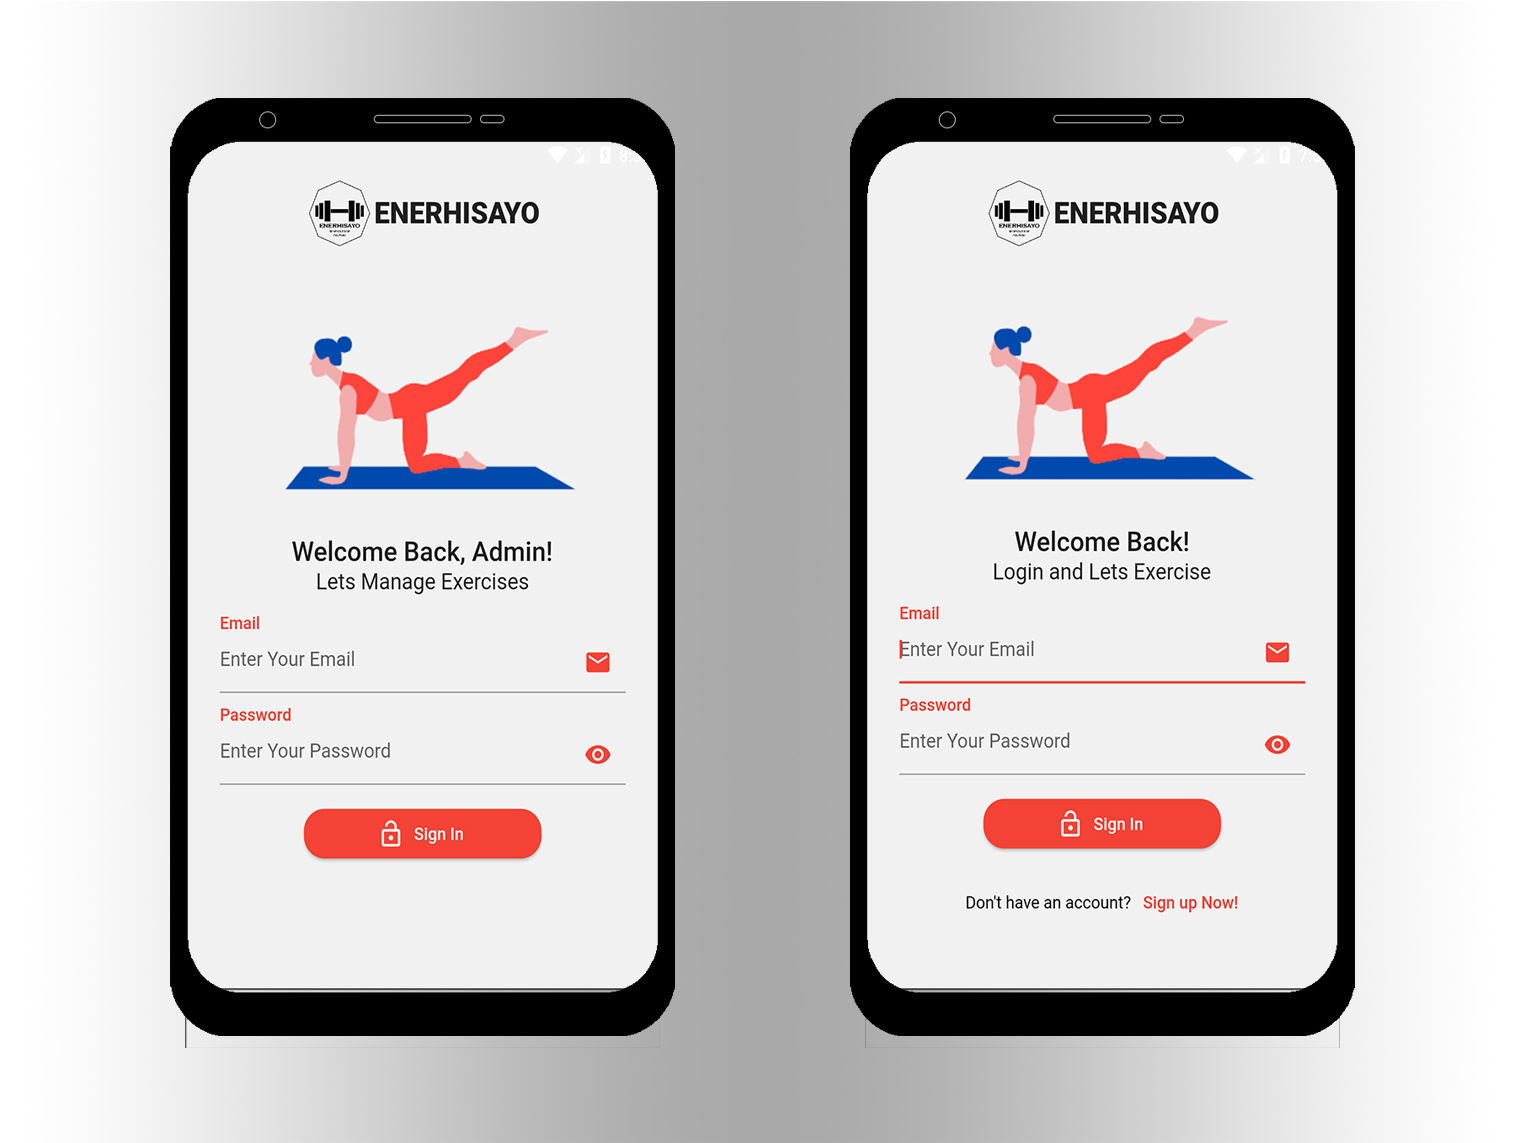 ENERHISAYO
ENERHISAYO
Welcome Back, Admin!
Lets Manage Exercises
Email
Enter Your Email
Password
Enter Your Password
Sign In
ENERHISAYO
ENERHISAYO
Welcome Back!
Login and Lets Exercise
Email
Enter Your Email
Password
Enter Your Password
Sign In
Don't have an account? Sign up Now!